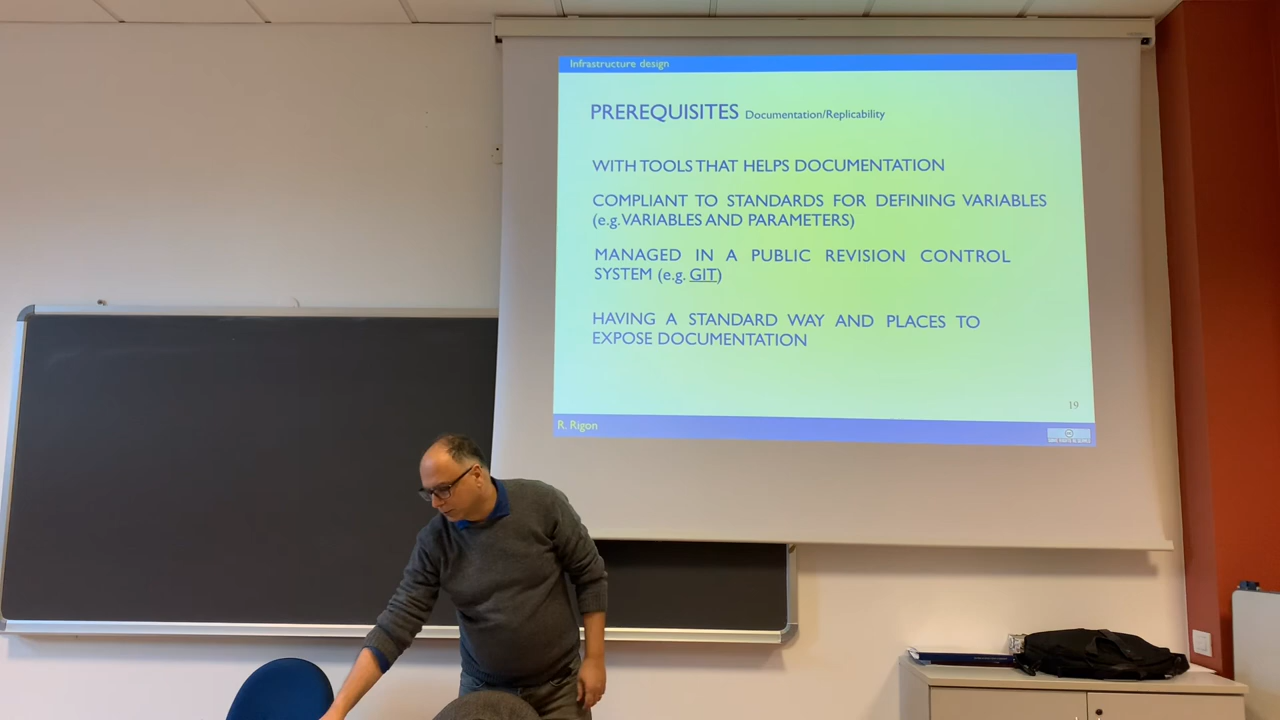 Infrastructure design
PREREQUISITES Documentation/Replicability
WITH TOOLS THAT HELPS DOCUMENTATION
COMPLIANT TO STANDARDS FOR DEFINING VARIABLES
(e.g. VARIABLES AND PARAMETERS)
MANAGED IN A PUBLIC REVISION CONTROL
SYSTEM (e.g. GIT)
HAVING A STANDARD WAY AND PLACES TO
EXPOSE DOCUMENTATION
19
R. Rigon